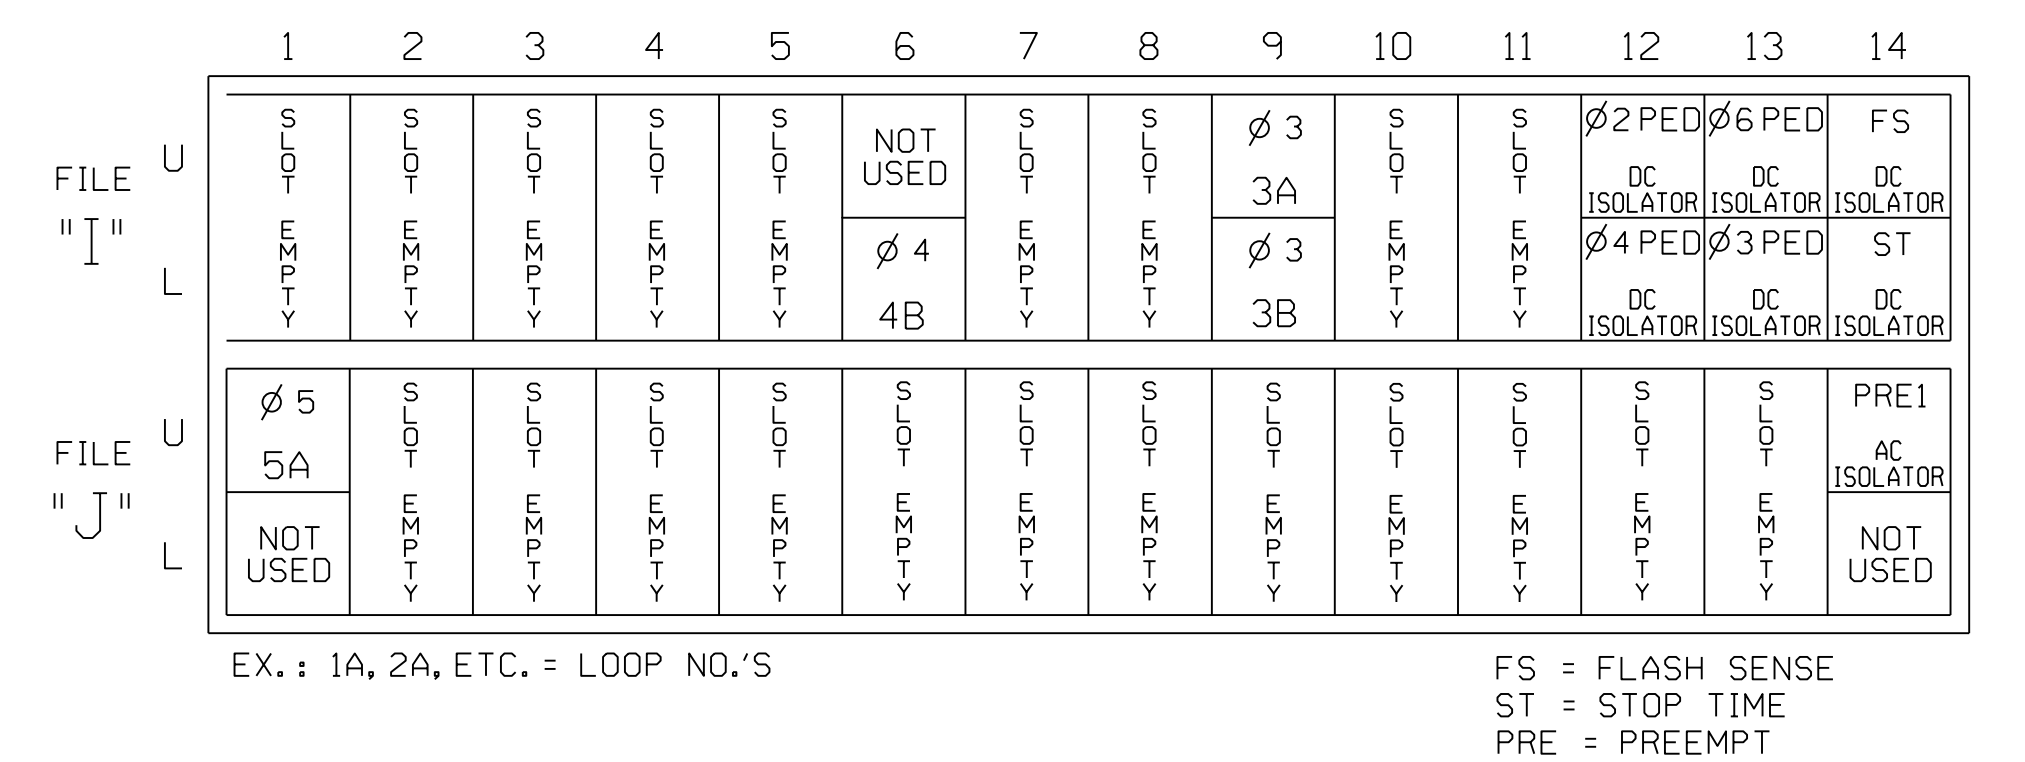 1 2 3 4 5 6 7 8 9 10 11 12 13 14
FILE "I"
U
L
SLOT EMPTY
SLOT EMPTY
SLOT EMPTY
SLOT EMPTY
SLOT EMPTY
NOT USED
Ø 4
4B
SLOT EMPTY
SLOT EMPTY
Ø 3
3A
Ø 3
3B
SLOT EMPTY
SLOT EMPTY
Ø2 PED
DC
ISOLATOR
Ø4 PED
DC
ISOLATOR
Ø6 PED
DC
ISOLATOR
Ø3 PED
DC
ISOLATOR
FS
DC
ISOLATOR
ST
DC
ISOLATOR
FILE "J"
U
L
Ø 5
5A
NOT USED
SLOT EMPTY
SLOT EMPTY
SLOT EMPTY
SLOT EMPTY
SLOT EMPTY
SLOT EMPTY
SLOT EMPTY
SLOT EMPTY
SLOT EMPTY
SLOT EMPTY
SLOT EMPTY
SLOT EMPTY
PRE1
AC
ISOLATOR
NOT USED
EX.: 1A, 2A, ETC. = LOOP NO.'S
FS = FLASH SENSE
ST = STOP TIME
PRE = PREEMPT